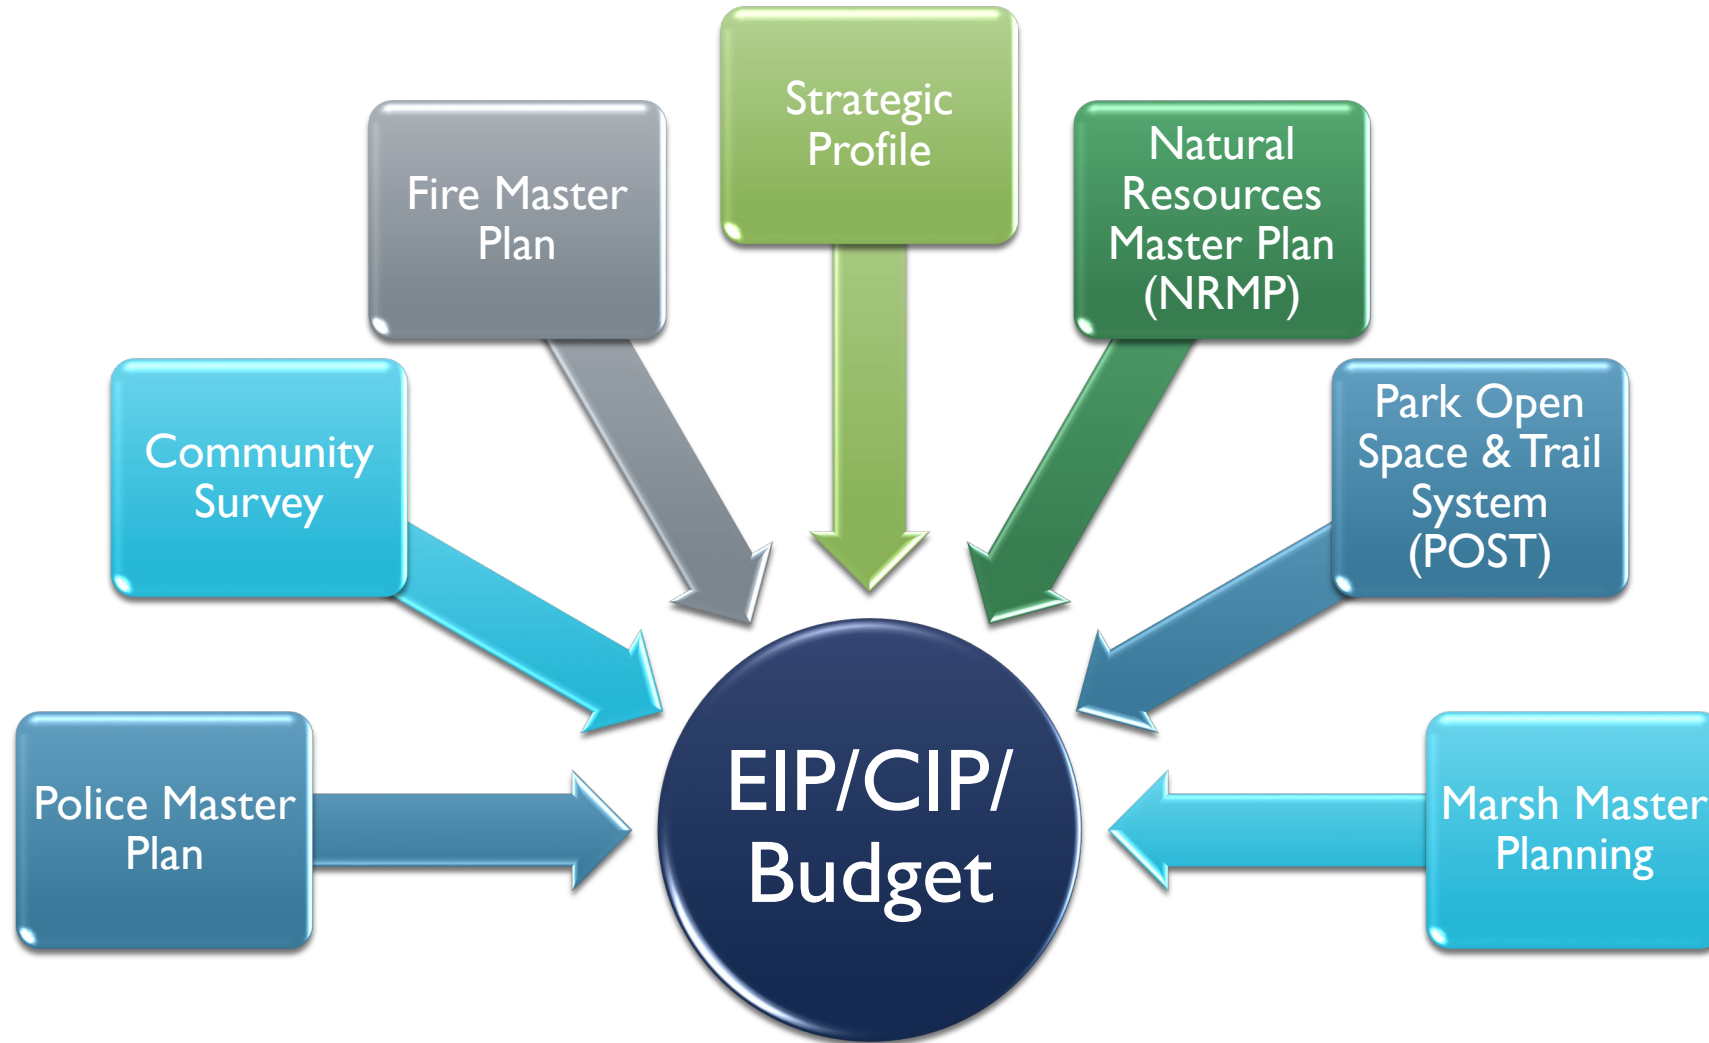 Strategic
Profile
Fire Master
Plan
Natural
Resources
Master Plan
(NRMP)
Community
Survey
Park Open
Space & Trail
System
(POST)
Police Master
Plan
EIP/CIP/
Budget
Marsh Master
Planning